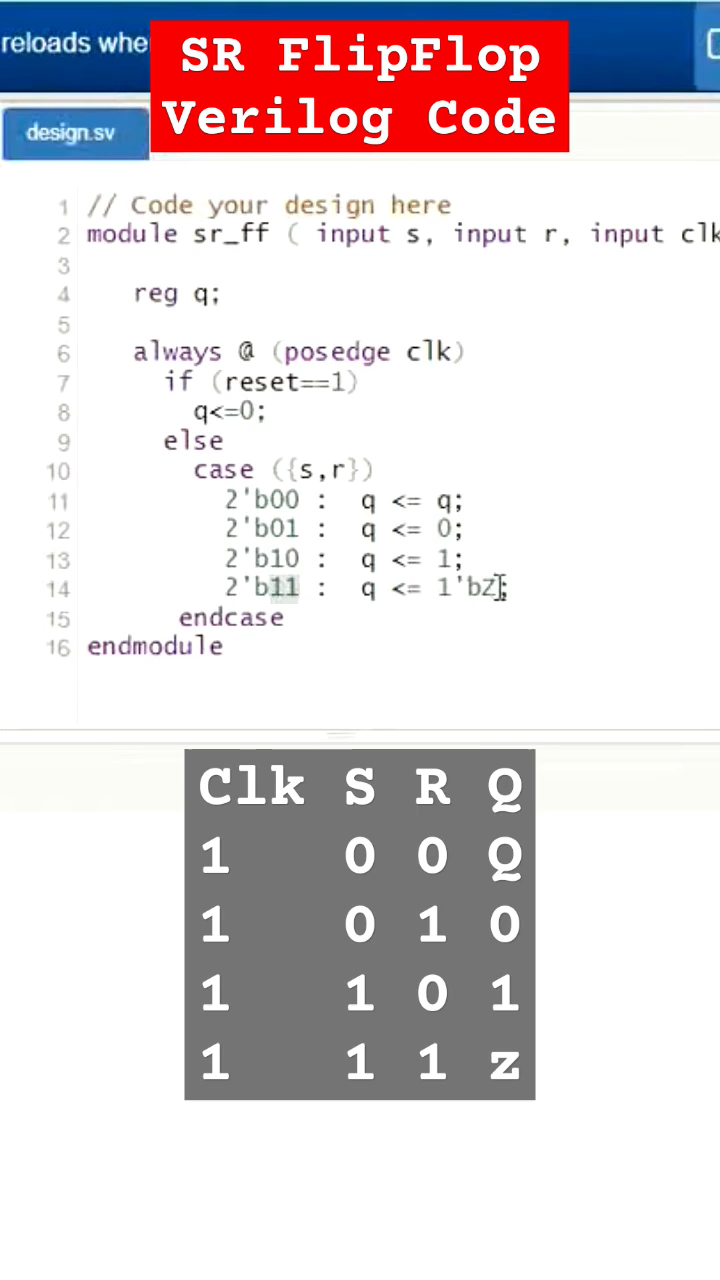 reloads whe
SR FlipFlop
Verilog Code
design.sv
1 // Code your design here
2 module sr_ff ( input s, input r, input clk
3
4 reg q;
5
6 always @ (posedge clk)
7 if (reset==1)
8 q<=0;
9 else
10 case ({s,r})
11 2'b00 : q <= q;
12 2'b01 : q <= 0;
13 2'b10 : q <= 1;
14 2'b11 : q <= 1'bZ;
15 endcase
16 endmodule
Clk S R Q
1 0 0 Q
1 0 1 0
1 1 0 1
1 1 1 z